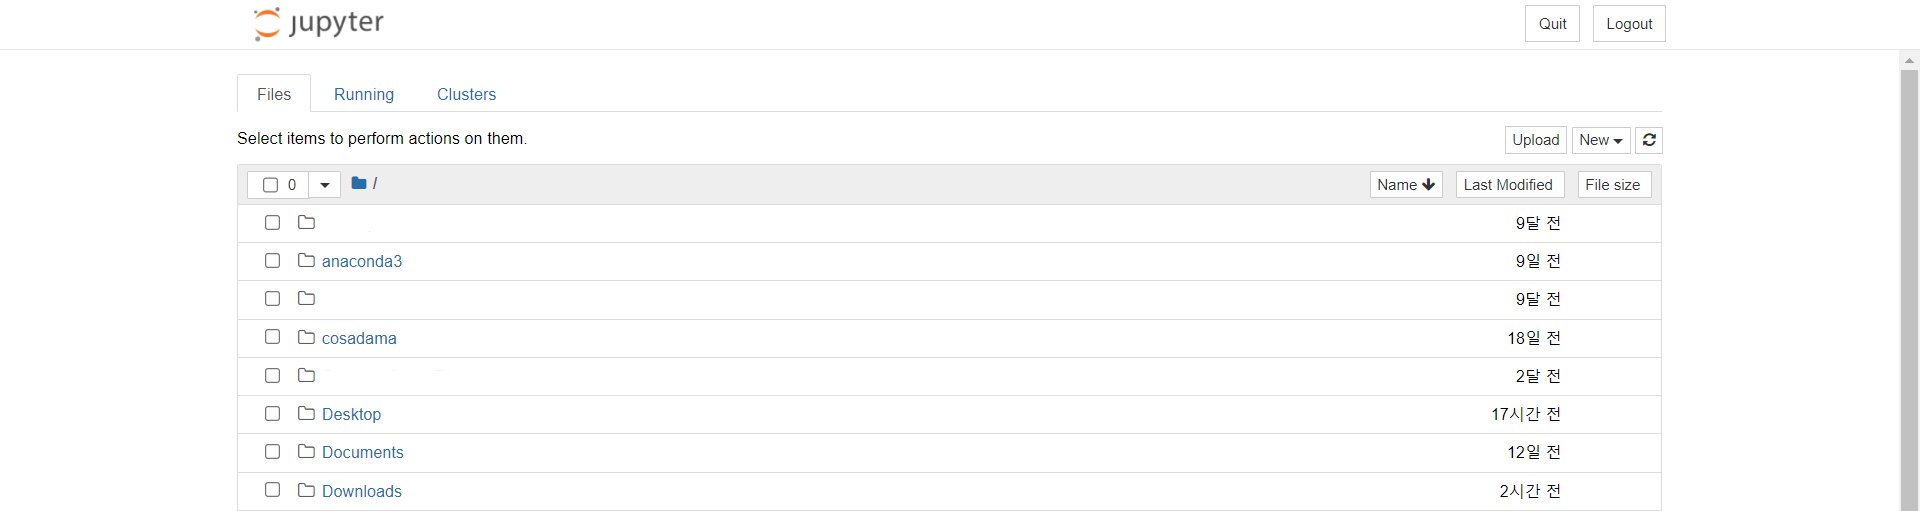 jupyter Quit Logout
Files Running Clusters
Select items to perform actions on them. Upload New
0 / Name Last Modified File size
9달 전
anaconda3 9일 전
9달 전
cosadama 18일 전
2달 전
Desktop 17시간 전
Documents 12일 전
Downloads 2시간 전